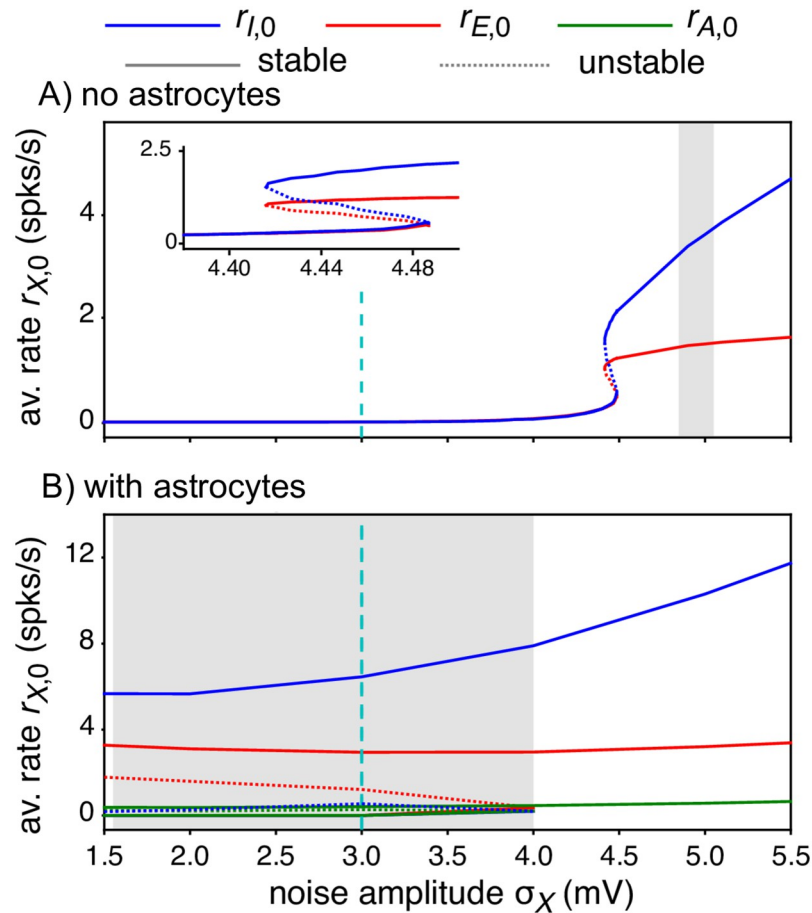 r_{I,0} r_{E,0} r_{A,0}
stable unstable
A) no astrocytes
av. rate r_{X,0} (spks/s)
4
2
0
2.5
0
4.40 4.44 4.48
B) with astrocytes
av. rate r_{X,0} (spks/s)
12
8
4
0
1.5 2.0 2.5 3.0 3.5 4.0 4.5 5.0 5.5
noise amplitude σ_X (mV)